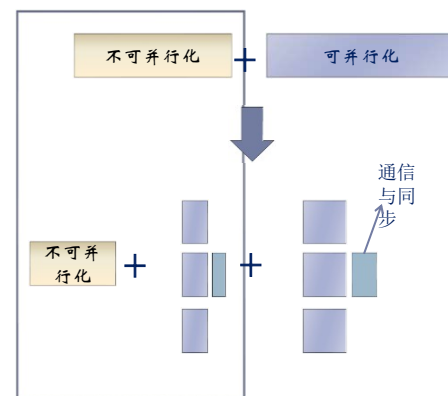 不可并行化 + 可并行化
通信
与同
步
不可并
行化
+ +